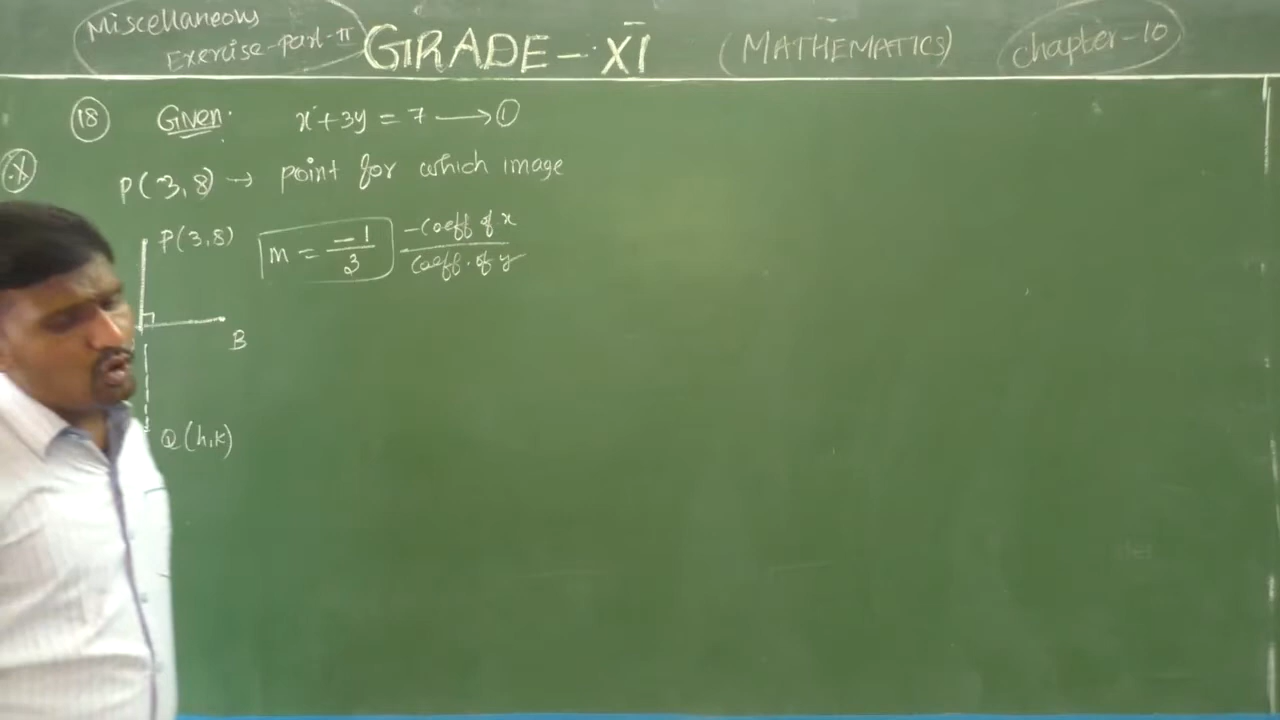 Miscellaneous
Exercise-part-II
GRADE-XI
(MATHEMATICS)
chapter-10
18 Given: x+3y = 7 → 1
P(3,8) → point for which image
P(3,8)
m = -1/3
-Coeff of x
coeff. of y
B
Q(h,k)